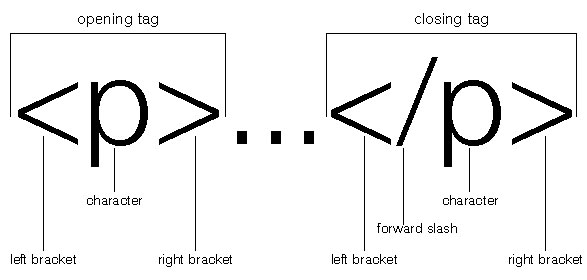 opening tag closing tag
<p>...</p>
character character
forward slash
left bracket right bracket left bracket right bracket